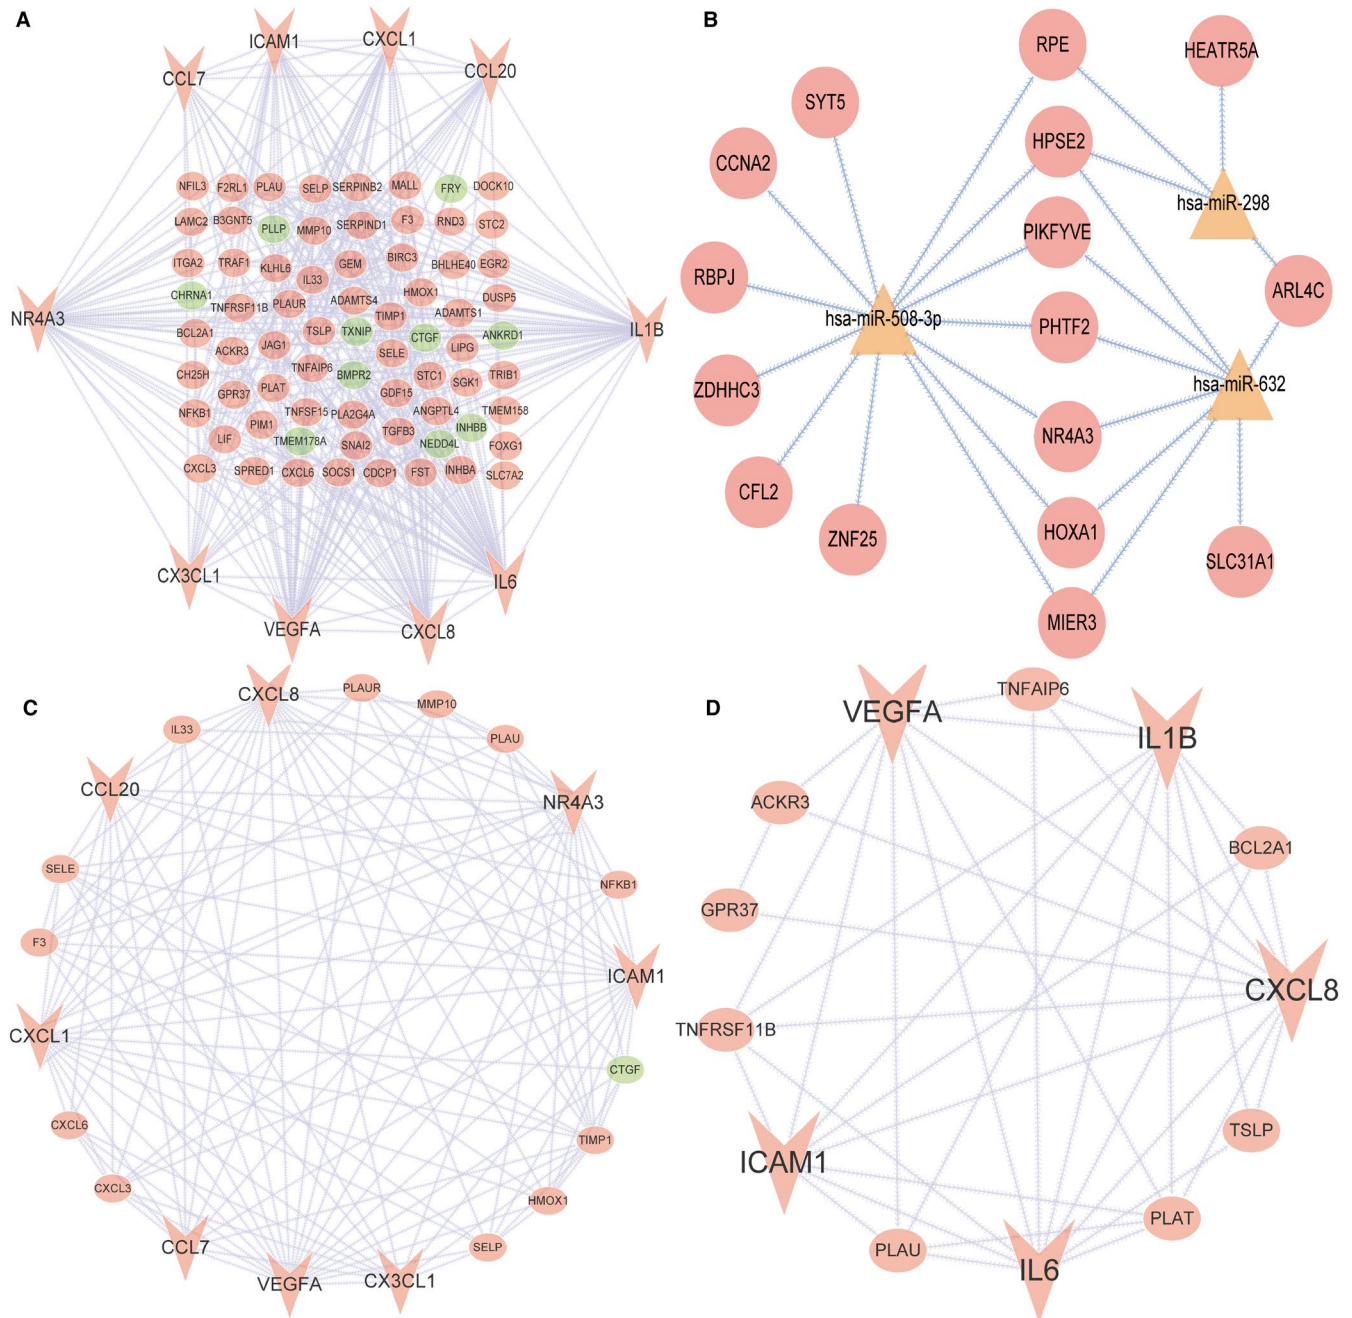 A
ICAM1
CXCL1
CCL7
CCL20
NFIL3 F2RL1 PLAU SELP SERPINB2 MALL FRY DOCK10
LAMC2 B3GNT5 PLLP MMP10 SERPIND1 F3 RND3 STC2
ITGA2 TRAF1 KLHL6 IL33 GEM BIRC3 BHLHE40 EGR2
CHRNA1 TNFRSF11B PLAUR ADAMTS4 HMOX1 DUSP5
NR4A3 TIMP1 ADAMTS1 IL1B
BCL2A1 ACKR3 JAG1 TSLP TXNIP SELE CTGF LIPG ANKRD1
CH25H GPR37 PLAT TNFAIP6 BMPR2 GDF15 STC1 SGK1 TRIB1
NFKB1 PIM1 TNFSF15 PLA2G4A TGFB3 ANGPTL4 INHBB TMEM158
LIF TMEM178A SNAI2 NEDD4L FOXG1
CXCL3 SPRED1 CXCL6 SOCS1 CDCP1 FST INHBA SLC7A2
CX3CL1
IL6
VEGFA
CXCL8
B
RPE
HEATR5A
SYT5
HPSE2
CCNA2
hsa-miR-298
PIKFYVE
RBPJ
ARL4C
hsa-miR-508-3p
PHTF2
ZDHHC3
hsa-miR-632
NR4A3
CFL2
HOXA1
ZNF25
SLC31A1
MIER3
C
CXCL8
PLAUR
MMP10
IL33
PLAU
CCL20
NR4A3
SELE
NFKB1
F3
ICAM1
CXCL1
CTGF
CXCL6
TIMP1
CXCL3
HMOX1
CCL7
SELP
VEGFA
CX3CL1
D
TNFAIP6
VEGFA
IL1B
ACKR3
BCL2A1
GPR37
CXCL8
TNFRSF11B
TSLP
ICAM1
PLAT
PLAU
IL6